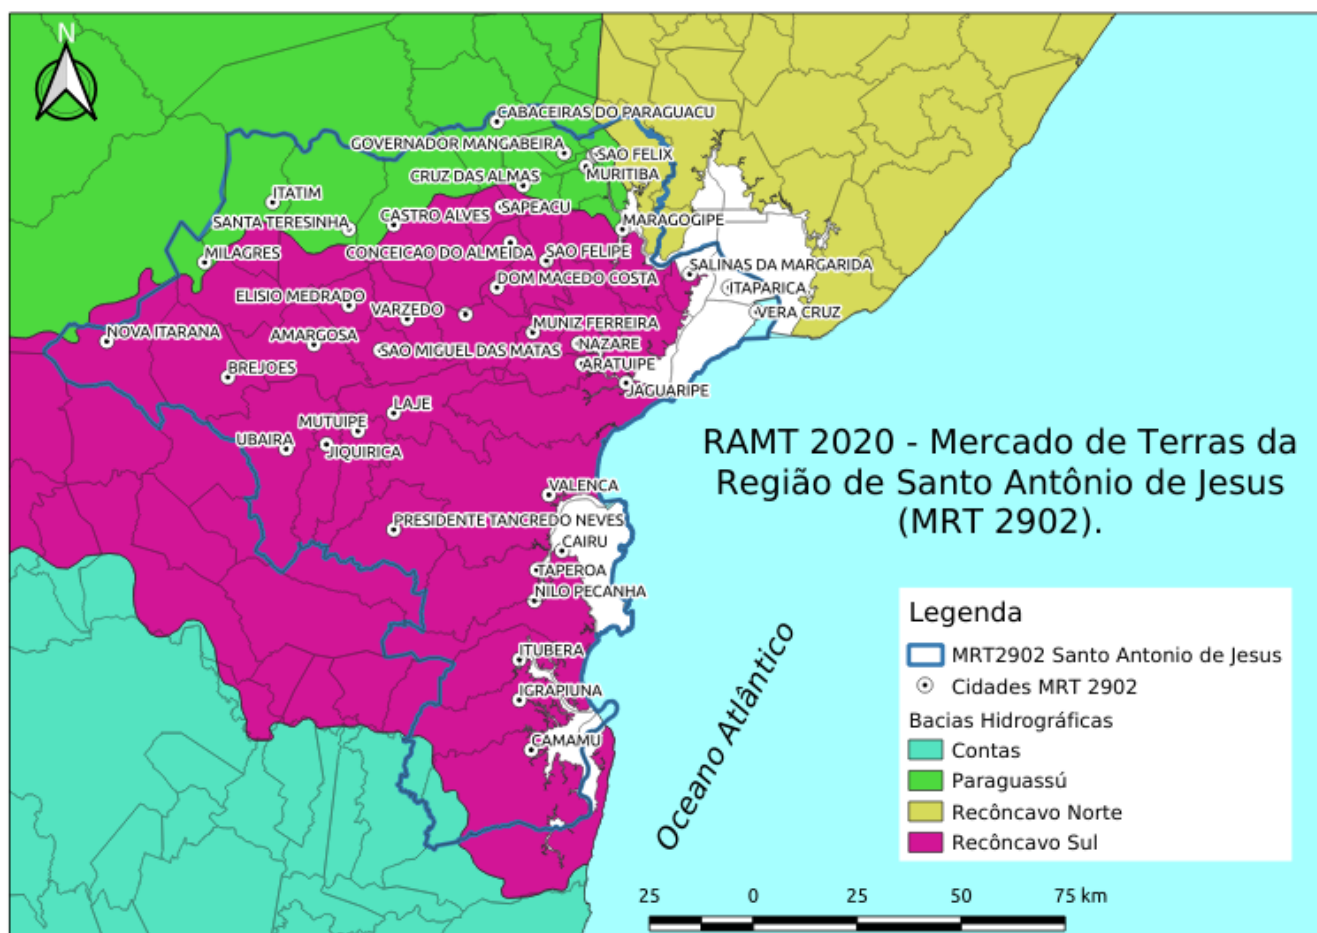 N
CABACEIRAS DO PARAGUACU
GOVERNADOR MANGABEIRA
SAO FELIX
MURITIBA
CRUZ DAS ALMAS
ITATIM
SAPEACU
CASTRO ALVES
SANTA TERESINHA
MARAGOGIPE
MILAGRES
CONCEICAO DO ALMEIDA
SAO FELIPE
SALINAS DA MARGARIDA
DOM MACEDO COSTA
ITAPARICA
ELISIO MEDRADO
VARZEDO
VERA CRUZ
MUNIZ FERREIRA
NOVA ITARANA
AMARGOSA
NAZARE
SAO MIGUEL DAS MATAS
ARATUIPE
BREJOES
JAGUARIPE
LAJE
MUTUIPE
UBAIRA
JIQUIRICA
RAMT 2020 - Mercado de Terras da
Região de Santo Antônio de Jesus
(MRT 2902).
VALENCA
PRESIDENTE TANCREDO NEVES
CAIRU
TAPEROA
NILO PECANHA
ITUBERA
IGRAPIUNA
CAMAMU
Oceano Atlântico
Legenda
MRT2902 Santo Antonio de Jesus
Cidades MRT 2902
Bacias Hidrográficas
Contas
Paraguassú
Recôncavo Norte
Recôncavo Sul
25 0 25 50 75 km